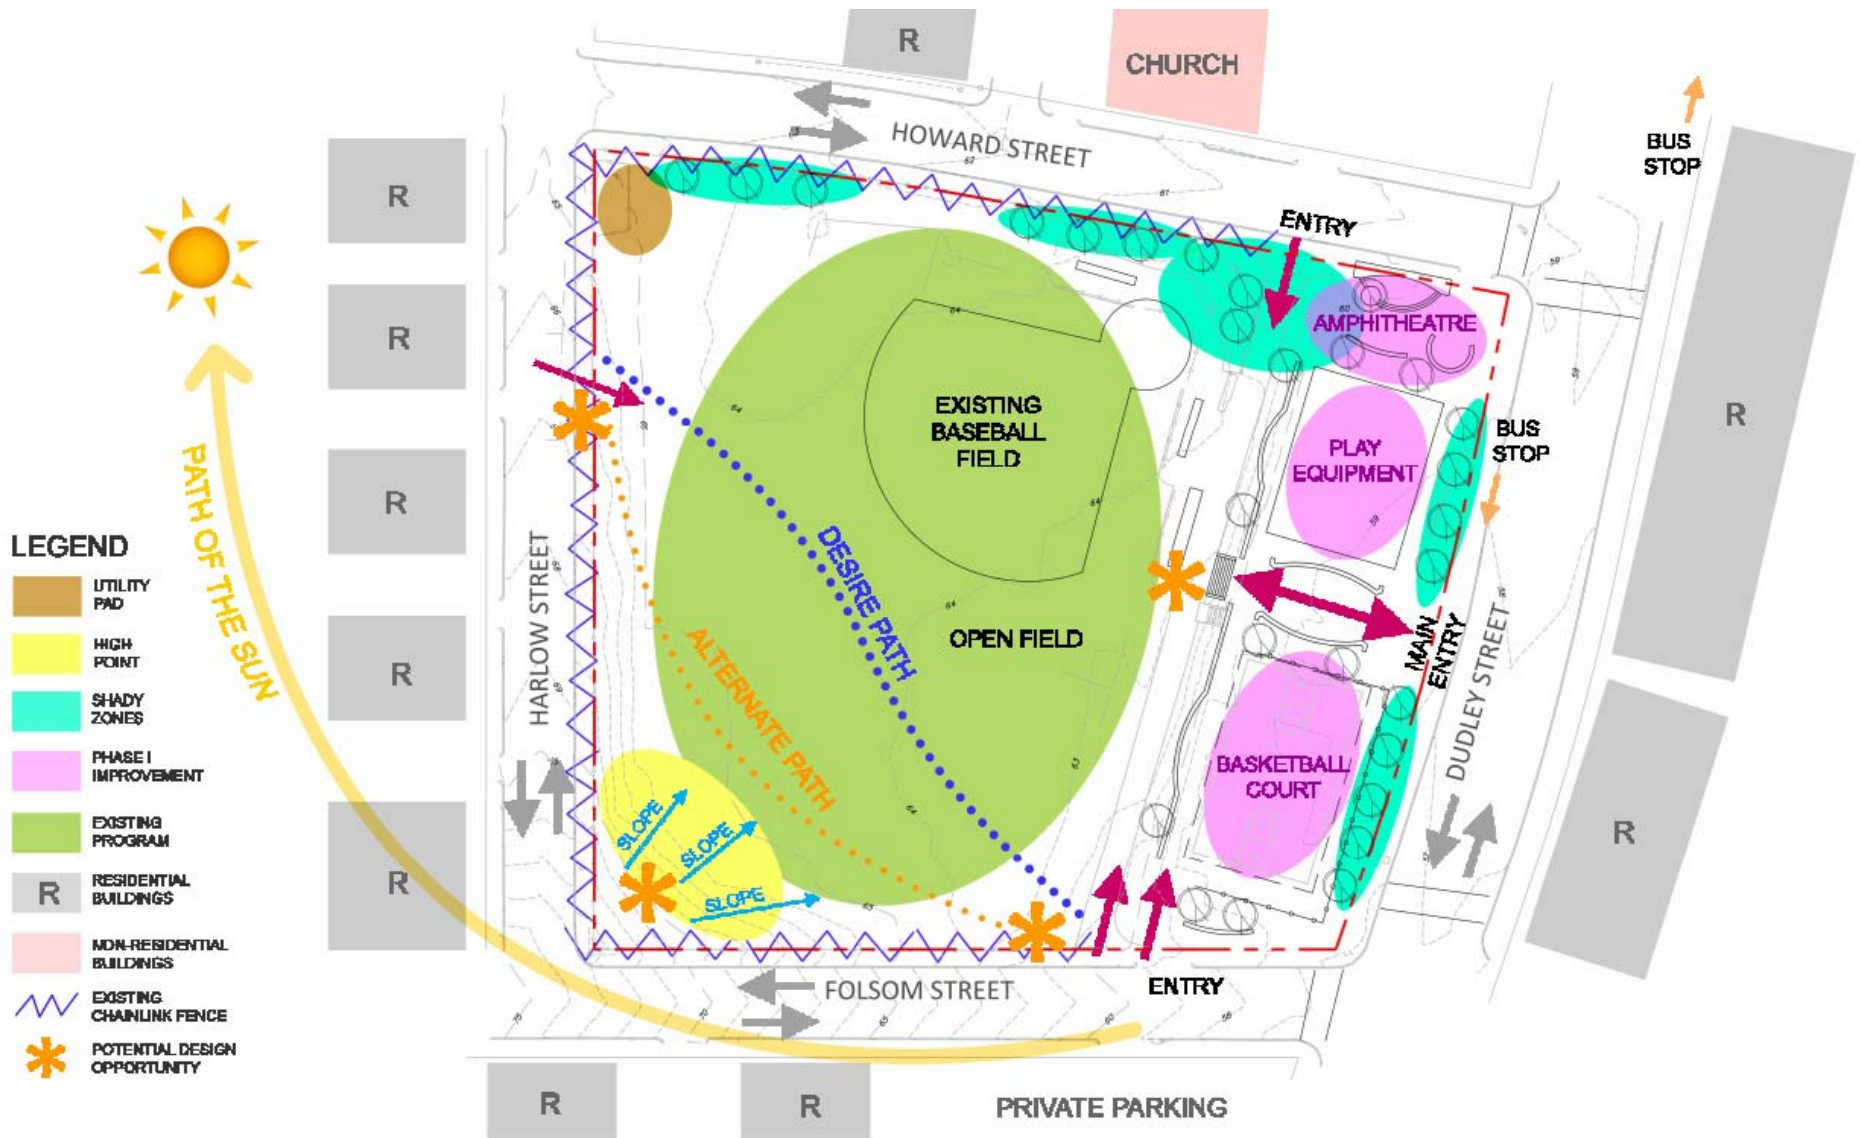 R
CHURCH
HOWARD STREET
BUS
STOP
ENTRY
R
R
R
R
R
AMPHITHEATRE
EXISTING
BASEBALL
FIELD
PLAY
EQUIPMENT
BUS
STOP
R
PATH OF THE SUN
HARLOW STREET
DESIRE PATH
ALTERNATE PATH
OPEN FIELD
MAIN
ENTRY
DUDLEY STREET
BASKETBALL
COURT
R
SLOPE
SLOPE
SLOPE
ENTRY
FOLSOM STREET
R
R
PRIVATE PARKING
LEGEND
UTILITY
PAD
HIGH
POINT
SHADY
ZONES
PHASE I
IMPROVEMENT
EXISTING
PROGRAM
R
RESIDENTIAL
BUILDINGS
NON-RESIDENTIAL
BUILDINGS
EXISTING
CHAINLINK FENCE
POTENTIAL DESIGN
OPPORTUNITY